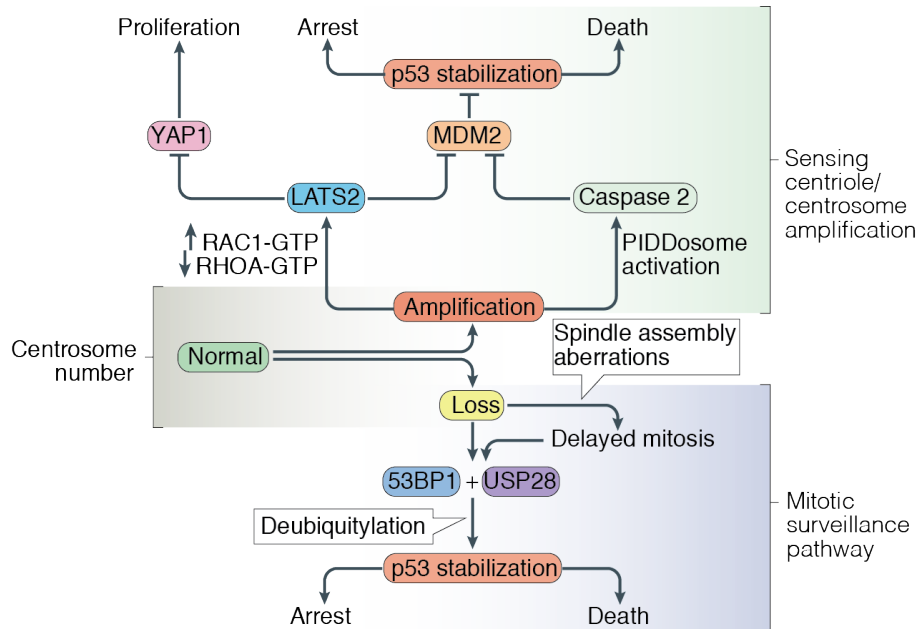 Proliferation
Arrest
Death
p53 stabilization
YAP1
MDM2
LATS2
Caspase 2
Sensing
centriole/
centrosome
amplification
RAC1-GTP
RHOA-GTP
PIDDosome
activation
Amplification
Centrosome
number
Normal
Spindle assembly
aberrations
Loss
Delayed mitosis
53BP1 + USP28
Deubiquitylation
Mitotic
surveillance
pathway
p53 stabilization
Arrest
Death